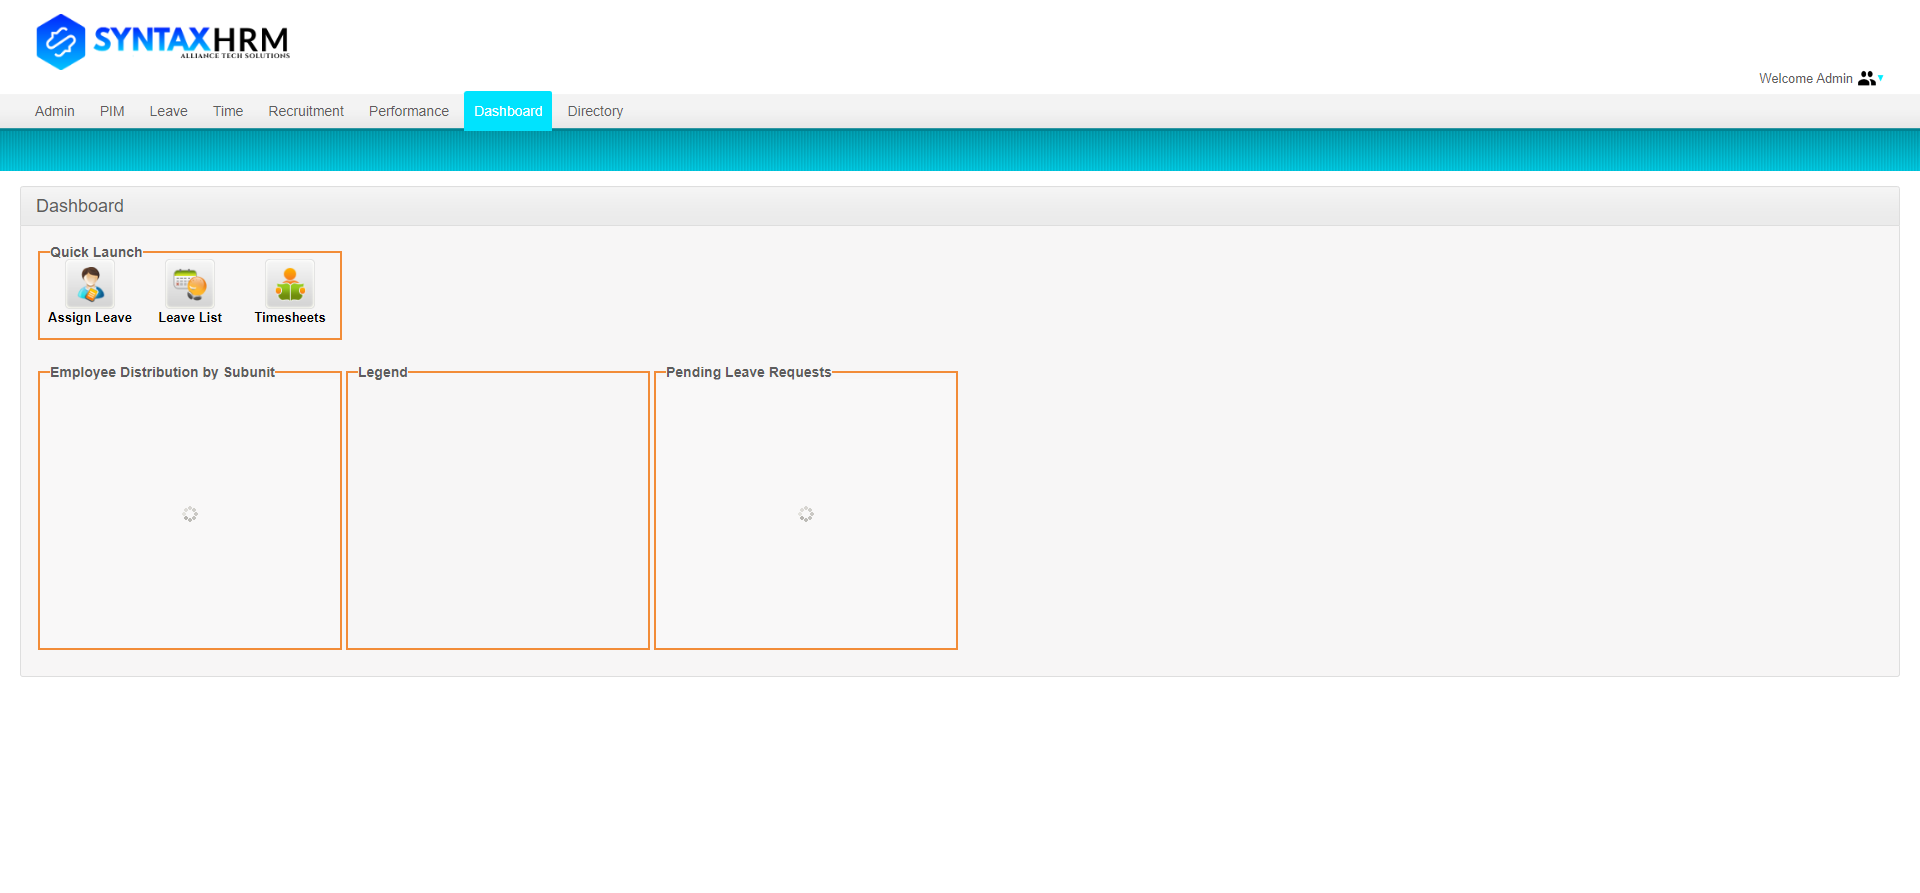 SYNTAXHRM
ALLIANCE TECH SOLUTIONS
Welcome Admin
Admin PIM Leave Time Recruitment Performance Dashboard Directory
Dashboard
Quick Launch
Assign Leave Leave List Timesheets
Employee Distribution by Subunit Legend Pending Leave Requests